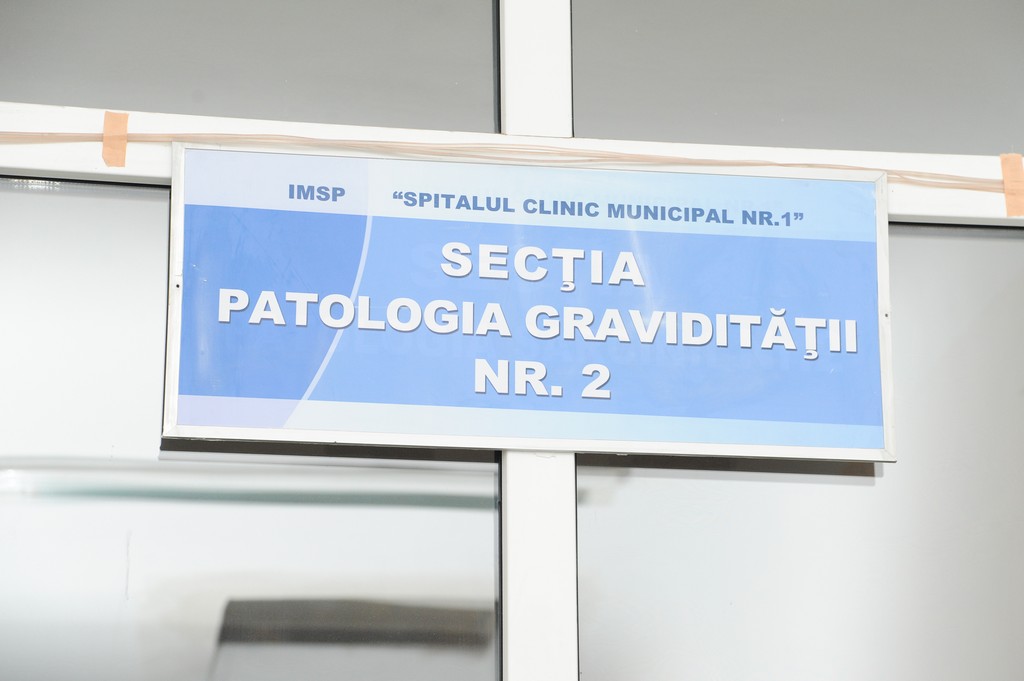 IMSP "SPITALUL CLINIC MUNICIPAL NR.1"
SECŢIA
PATOLOGIA GRAVIDITĂŢII
NR. 2